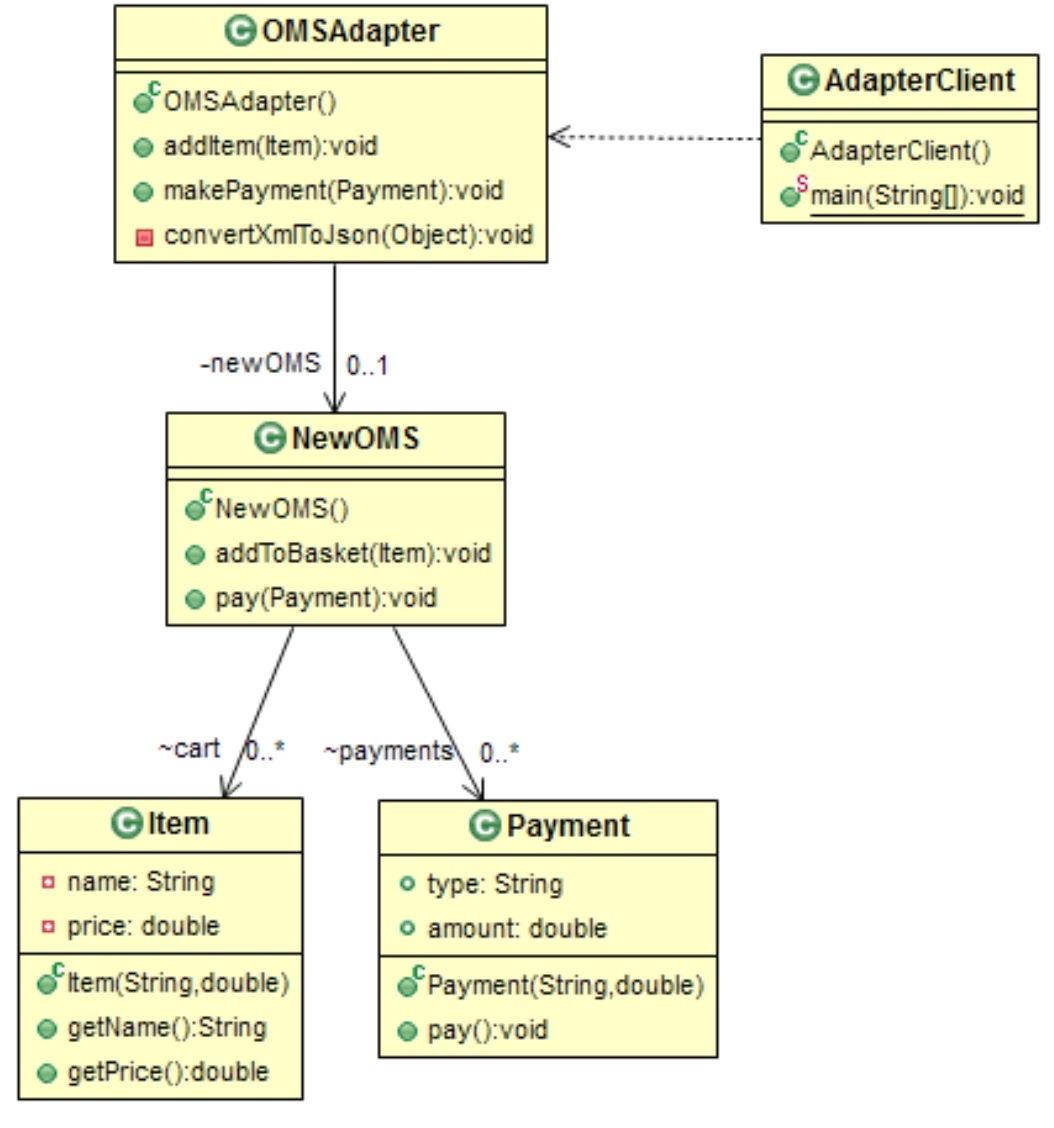 OMSAdapter
OMSAdapter()
addItem(Item):void
makePayment(Payment):void
convertXmlToJson(Object):void
AdapterClient
AdapterClient()
main(String[]):void
-newOMS 0..1
NewOMS
NewOMS()
addToBasket(Item):void
pay(Payment):void
~cart 0..*
~payments 0..*
Item
name: String
price: double
Item(String,double)
getName():String
getPrice():double
Payment
type: String
amount: double
Payment(String,double)
pay():void